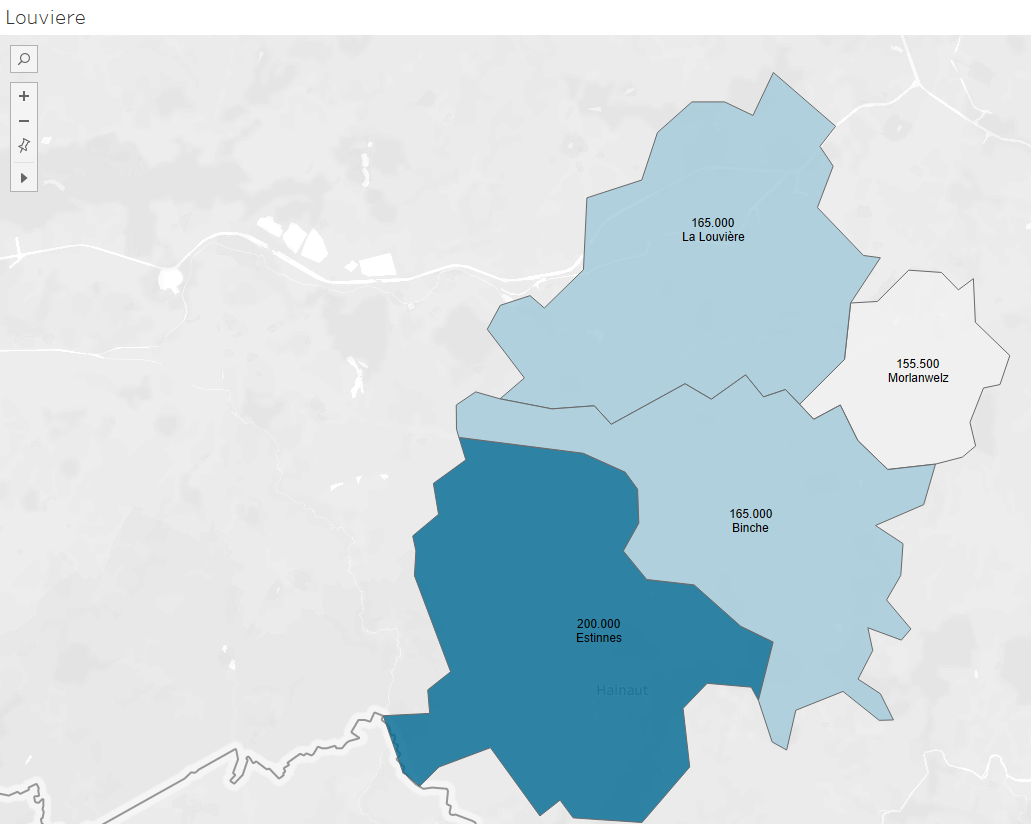 Louviere
165.000
La Louvière
155.500
Morlanwelz
165.000
Binche
200.000
Estinnes
Hainaut